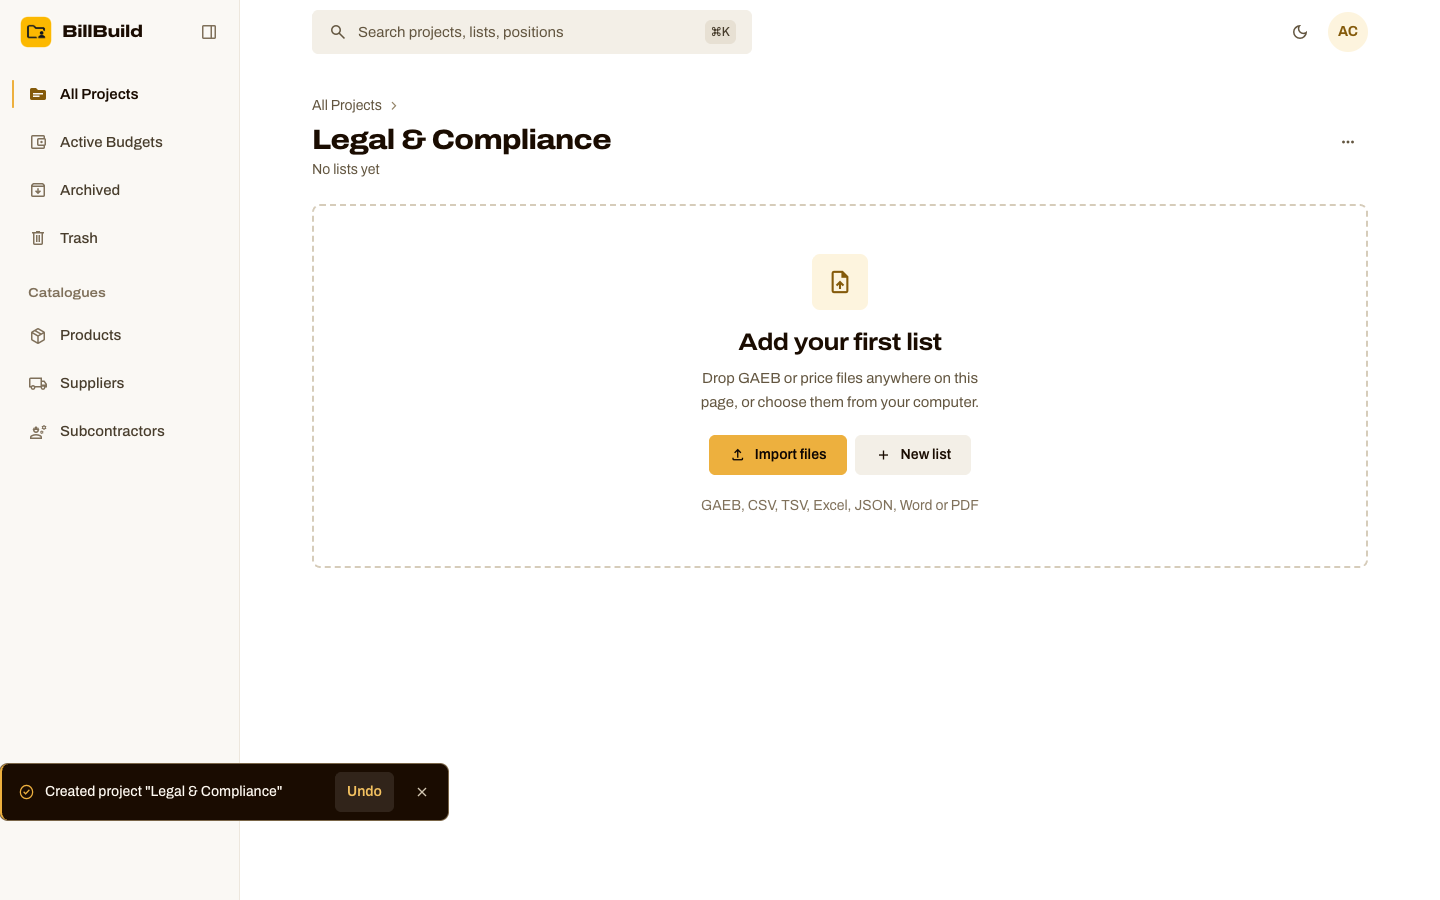 BillBuild
Search projects, lists, positions
⌘K
AC
All Projects
Active Budgets
Archived
Trash
Catalogues
Products
Suppliers
Subcontractors
All Projects
Legal & Compliance
No lists yet
Add your first list
Drop GAEB or price files anywhere on this
page, or choose them from your computer.
Import files
New list
GAEB, CSV, TSV, Excel, JSON, Word or PDF
Created project "Legal & Compliance"
Undo